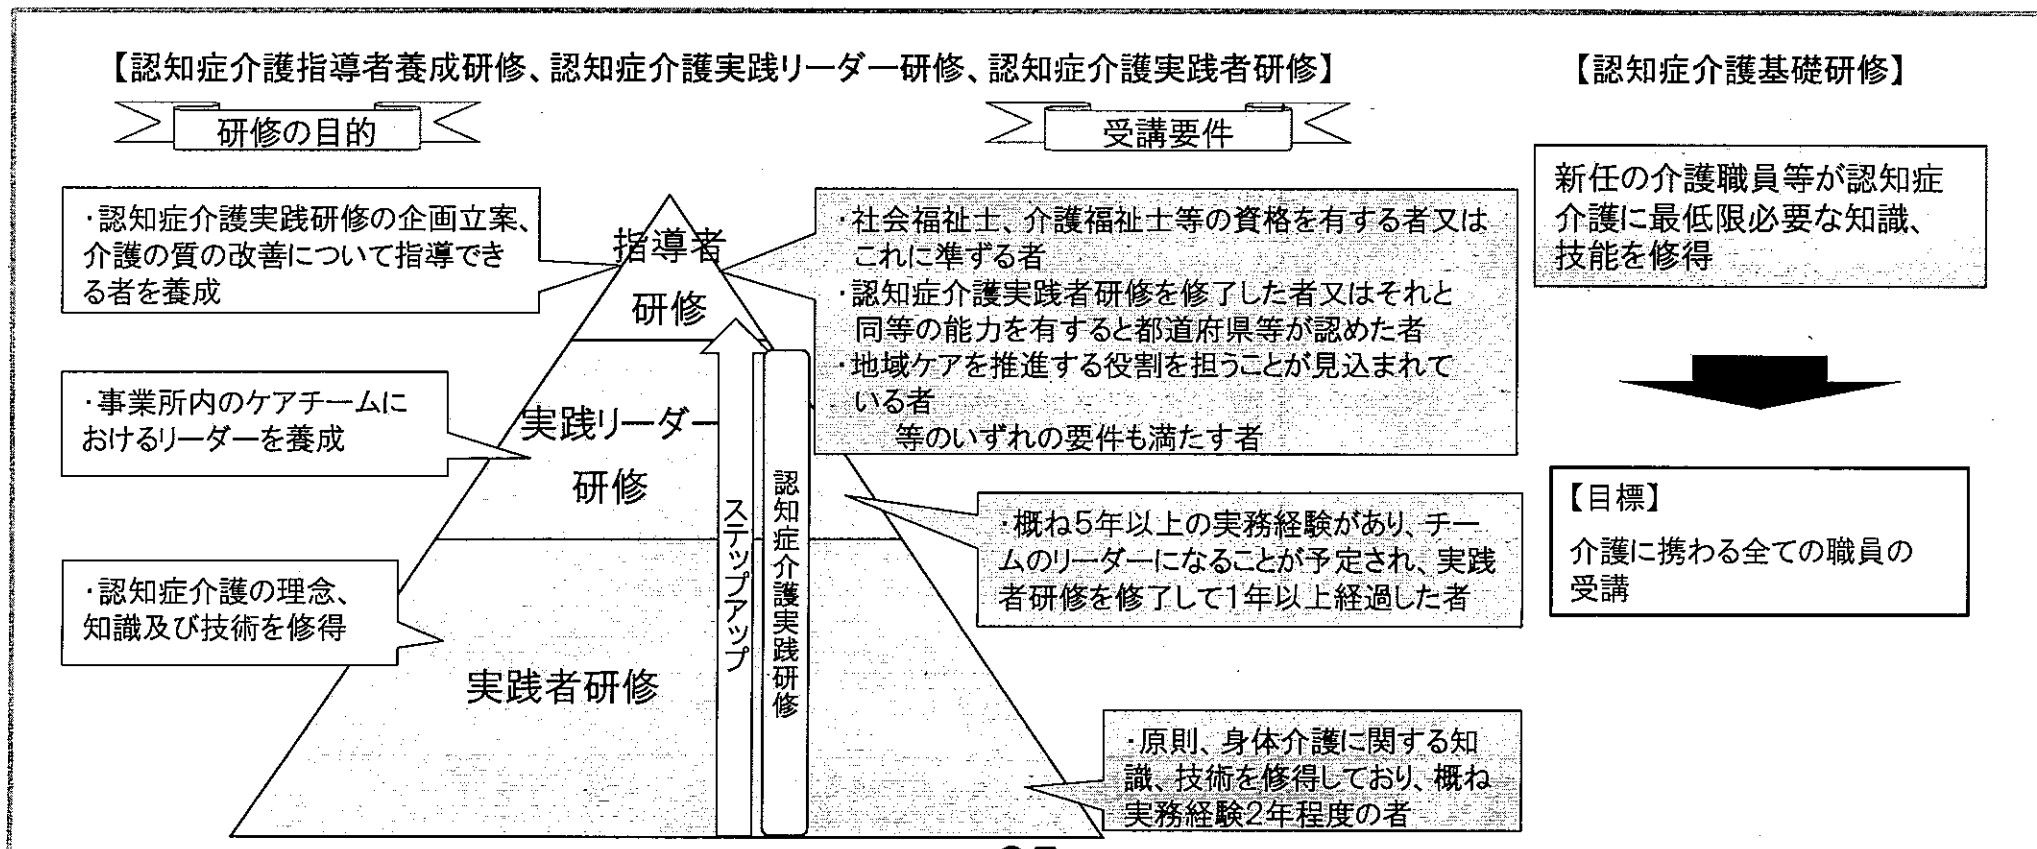 【認知症介護指導者養成研修、認知症介護実践リーダー研修、認知症介護実践者研修】
研修の目的
受講要件
・認知症介護実践研修の企画立案、
介護の質の改善について指導でき
る者を養成
・事業所内のケアチームに
おけるリーダーを養成
・認知症介護の理念、
知識及び技術を修得
指導者
研修
実践リーダー
研修
実践者研修
ステップアップ
認知症介護実践研修
・社会福祉士、介護福祉士等の資格を有する者又は
これに準ずる者
・認知症介護実践者研修を修了した者又はそれと
同等の能力を有すると都道府県等が認めた者
・地域ケアを推進する役割を担うことが見込まれて
いる者
等のいずれの要件も満たす者
・概ね5年以上の実務経験があり、チー
ムのリーダーになることが予定され、実践
者研修を修了して1年以上経過した者
・原則、身体介護に関する知
識、技術を修得しており、概ね
実務経験2年程度の者
【認知症介護基礎研修】
新任の介護職員等が認知症
介護に最低限必要な知識、
技能を修得
【目標】
介護に携わる全ての職員の
受講